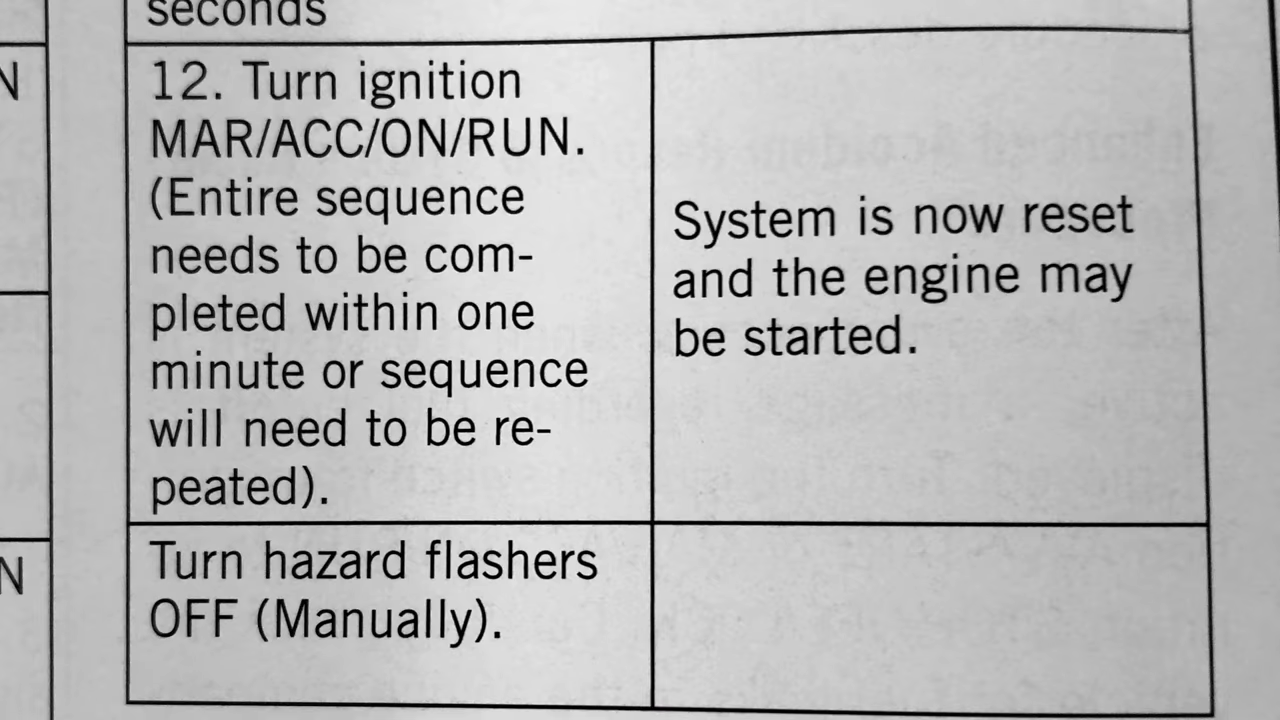 seconds
12. Turn ignition
MAR/ACC/ON/RUN.
(Entire sequence
needs to be com-
pleted within one
minute or sequence
will need to be re-
peated).
System is now reset
and the engine may
be started.
Turn hazard flashers
OFF (Manually).
N
N